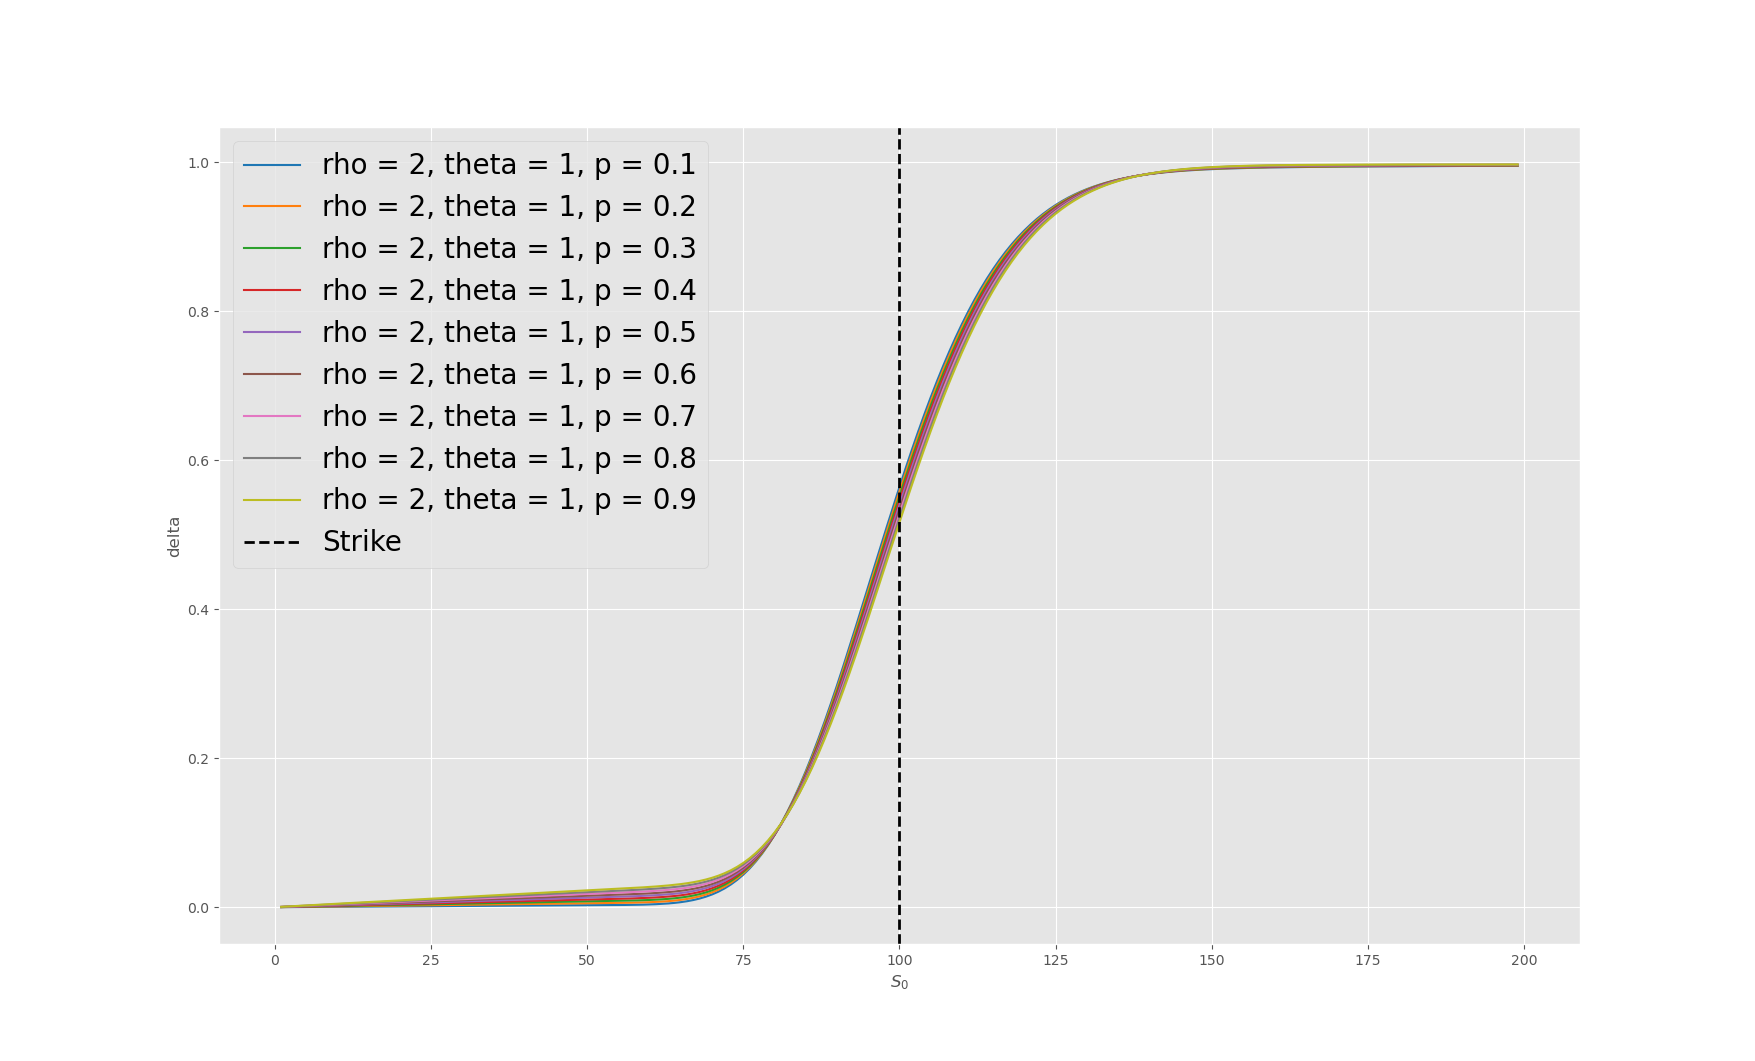 rho = 2, theta = 1, p = 0.1
rho = 2, theta = 1, p = 0.2
rho = 2, theta = 1, p = 0.3
rho = 2, theta = 1, p = 0.4
rho = 2, theta = 1, p = 0.5
rho = 2, theta = 1, p = 0.6
rho = 2, theta = 1, p = 0.7
rho = 2, theta = 1, p = 0.8
rho = 2, theta = 1, p = 0.9
Strike
1.0
0.8
0.6
0.4
0.2
0.0
delta
0 25 50 75 100 125 150 175 200
S₀